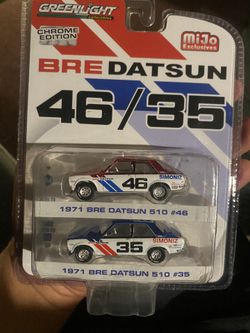 GREENLIGHT
CHROME
EDITION
MiJo
Exclusives
BRE DATSUN
46/35
46
SIMONIZ
1971 BRE DATSUN 510 #46
35
SIMONIZ
1971 BRE DATSUN 510 #35